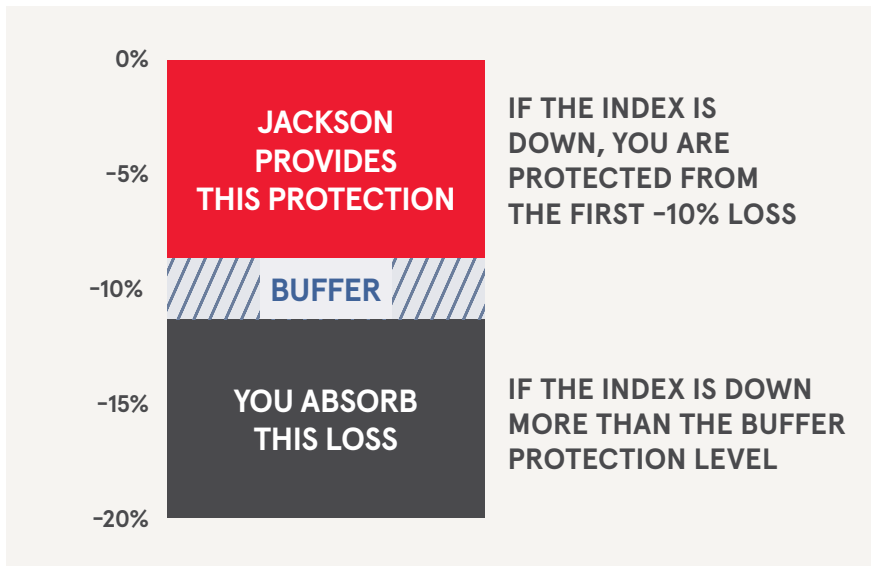 0%
-5%
-10%
-15%
-20%
JACKSON
PROVIDES
THIS PROTECTION
BUFFER
YOU ABSORB
THIS LOSS
IF THE INDEX IS
DOWN, YOU ARE
PROTECTED FROM
THE FIRST -10% LOSS
IF THE INDEX IS DOWN
MORE THAN THE BUFFER
PROTECTION LEVEL